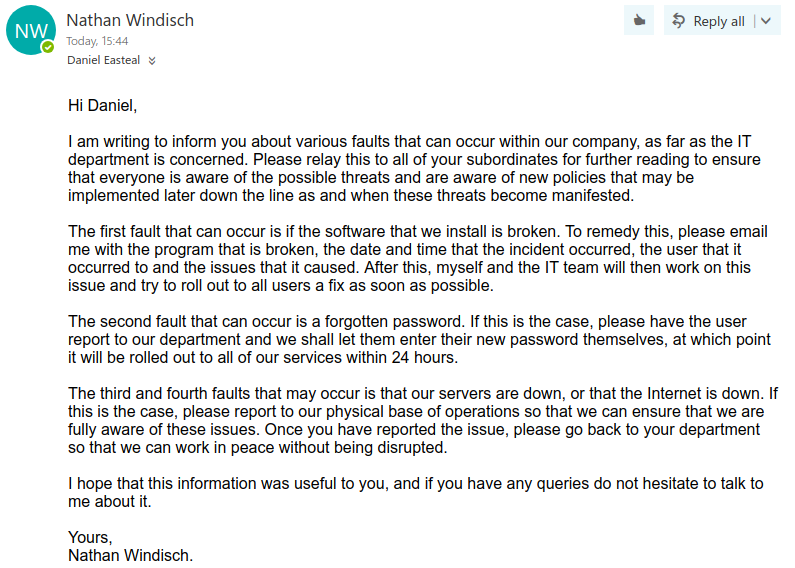 NW
Nathan Windisch
Today, 15:44
Daniel Easteal
Reply all
Hi Daniel,
I am writing to inform you about various faults that can occur within our company, as far as the IT
department is concerned. Please relay this to all of your subordinates for further reading to ensure
that everyone is aware of the possible threats and are aware of new policies that may be
implemented later down the line as and when these threats become manifested.
The first fault that can occur is if the software that we install is broken. To remedy this, please email
me with the program that is broken, the date and time that the incident occurred, the user that it
occurred to and the issues that it caused. After this, myself and the IT team will then work on this
issue and try to roll out to all users a fix as soon as possible.
The second fault that can occur is a forgotten password. If this is the case, please have the user
report to our department and we shall let them enter their new password themselves, at which point
it will be rolled out to all of our services within 24 hours.
The third and fourth faults that may occur is that our servers are down, or that the Internet is down. If
this is the case, please report to our physical base of operations so that we can ensure that we are
fully aware of these issues. Once you have reported the issue, please go back to your department
so that we can work in peace without being disrupted.
I hope that this information was useful to you, and if you have any queries do not hesitate to talk to
me about it.
Yours,
Nathan Windisch.